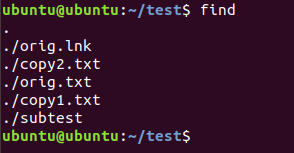 ubuntu@ubuntu:~/test$ find
.
./orig.lnk
./copy2.txt
./orig.txt
./copy1.txt
./subtest
ubuntu@ubuntu:~/test$